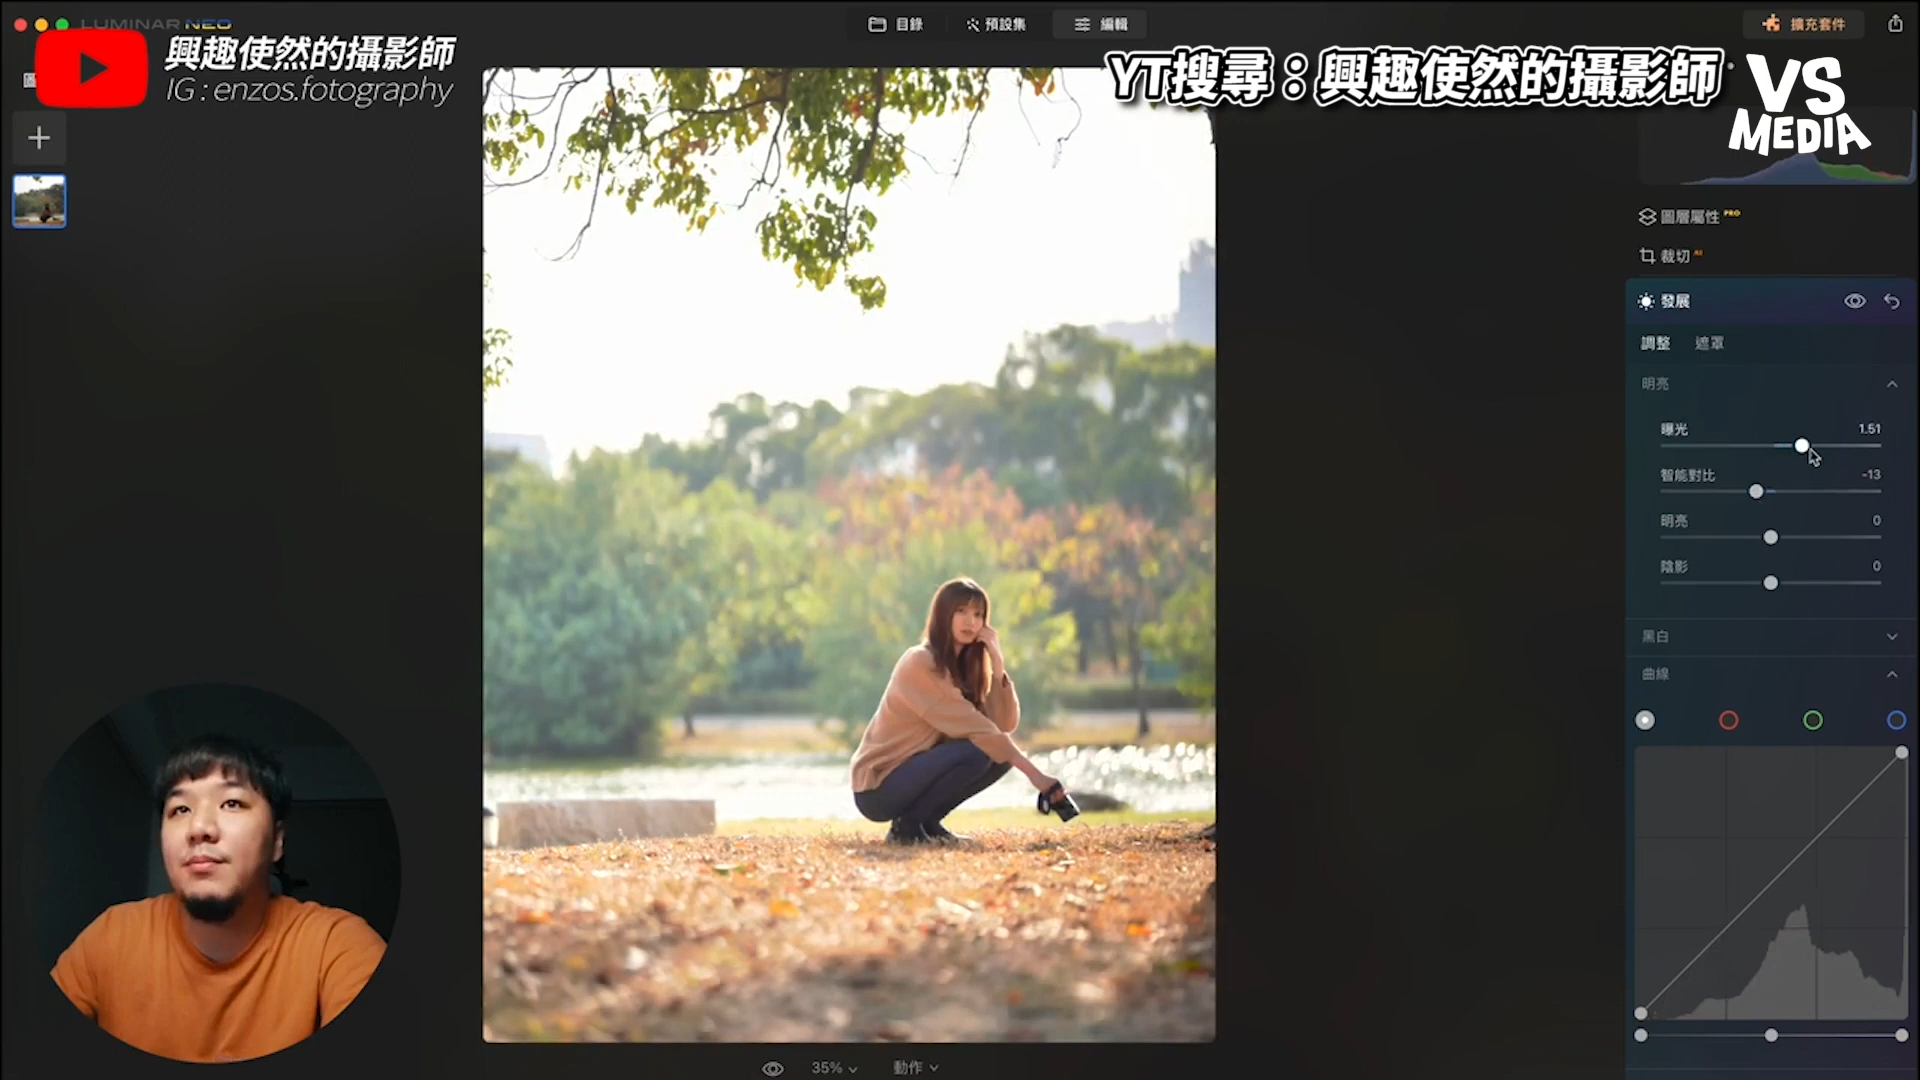 LUMINAR NEO
目錄
預設集
編輯
擴充套件
興趣使然的攝影師
IG : enzos.fotography
YT搜尋：興趣使然的攝影師
VS
MEDIA
圖層屬性 PRO
裁切 AI
發展
調整 遮罩
明亮
曝光 1.51
智能對比 -13
明亮 0
陰影 0
黑白
曲線
35%
動作